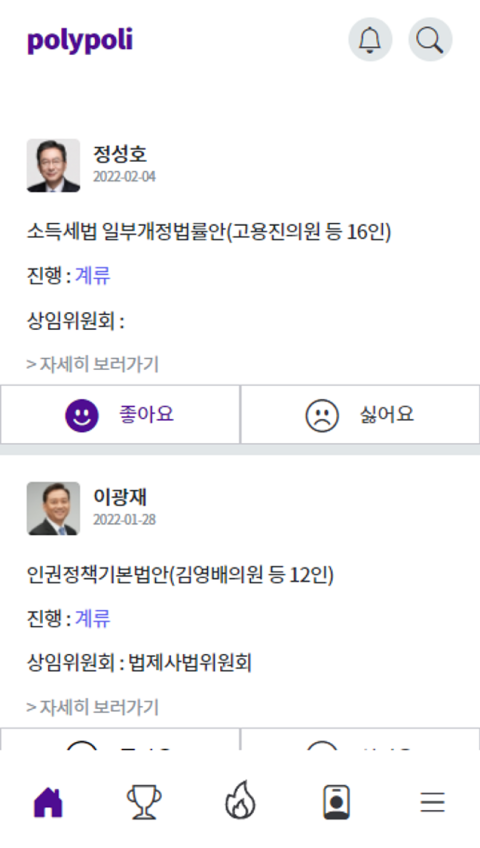 polypoli
정성호
2022-02-04
소득세법 일부개정법률안(고용진의원 등 16인)
진행 : 계류
상임위원회 :
> 자세히 보러가기
좋아요 싫어요
이광재
2022-01-28
인권정책기본법안(김영배의원 등 12인)
진행 : 계류
상임위원회 : 법제사법위원회
> 자세히 보러가기